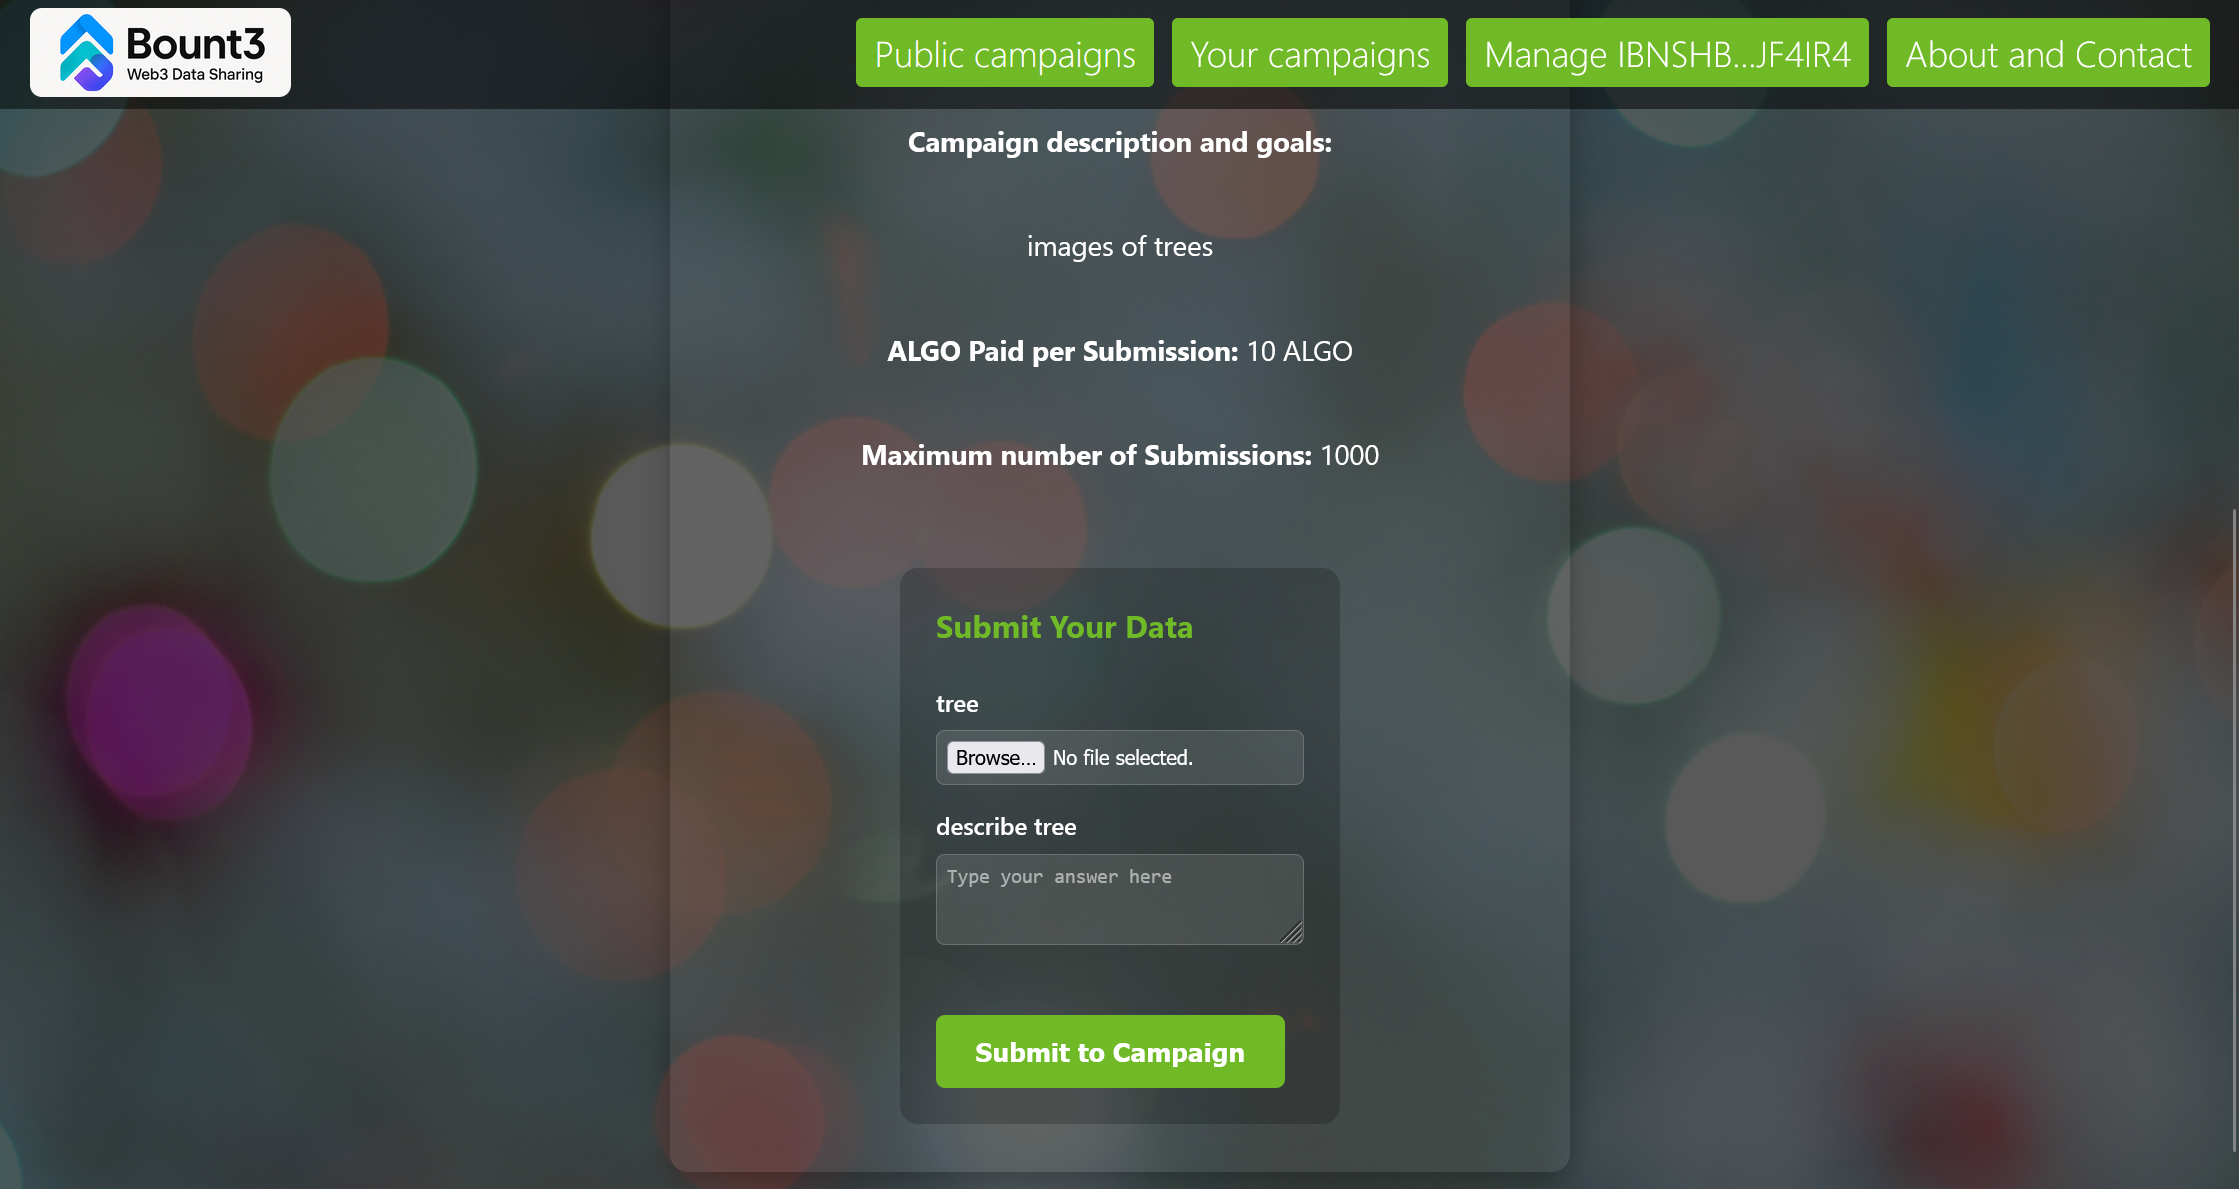 Bount3
Web3 Data Sharing
Public campaigns
Your campaigns
Manage IBNSHB...JF4IR4
About and Contact
Campaign description and goals:
images of trees
ALGO Paid per Submission: 10 ALGO
Maximum number of Submissions: 1000
Submit Your Data
tree
Browse... No file selected.
describe tree
Type your answer here
Submit to Campaign